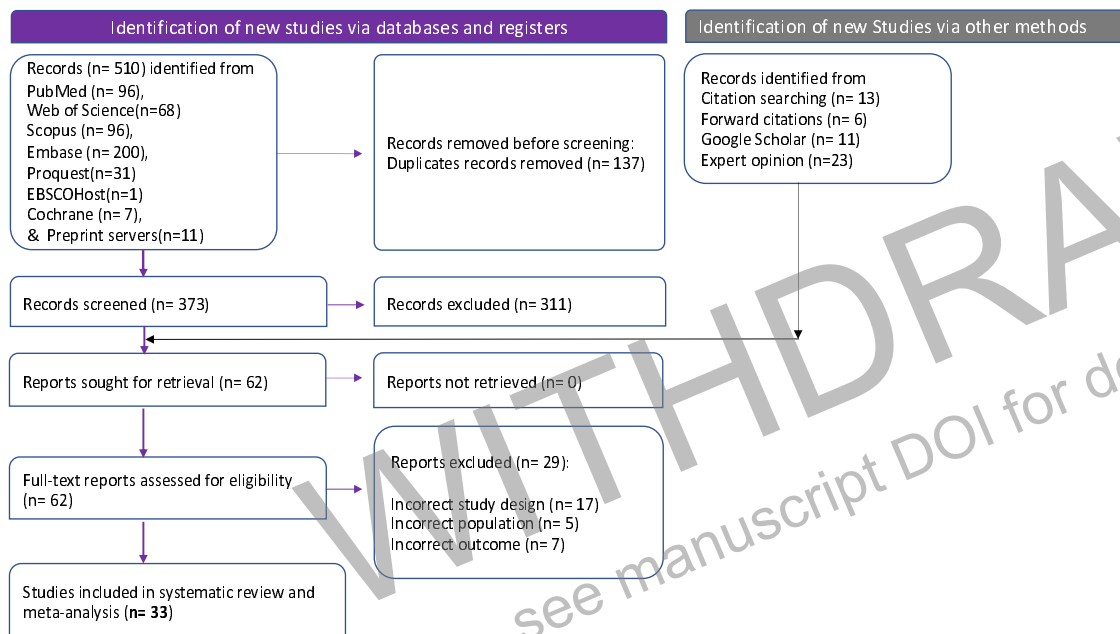 Identification of new studies via databases and registers
Identification of new Studies via other methods
Records (n= 510) identified from
PubMed (n= 96),
Web of Science(n=68)
Scopus (n= 96),
Embase (n= 200),
Proquest(n=31)
EBSCOHost(n=1)
Cochrane (n= 7),
& Preprint servers(n=11)
Records removed before screening:
Duplicates records removed (n= 137)
Records identified from
Citation searching (n= 13)
Forward citations (n= 6)
Google Scholar (n= 11)
Expert opinion (n=23)
Records screened (n= 373)
Records excluded (n= 311)
Reports sought for retrieval (n= 62)
Reports not retrieved (n= 0)
Full-text reports assessed for eligibility
(n= 62)
Reports excluded (n= 29):
Incorrect study design (n= 17)
Incorrect population (n= 5)
Incorrect outcome (n= 7)
Studies included in systematic review and
meta-analysis (n= 33)
WITHDRA
see manuscript DOI for de